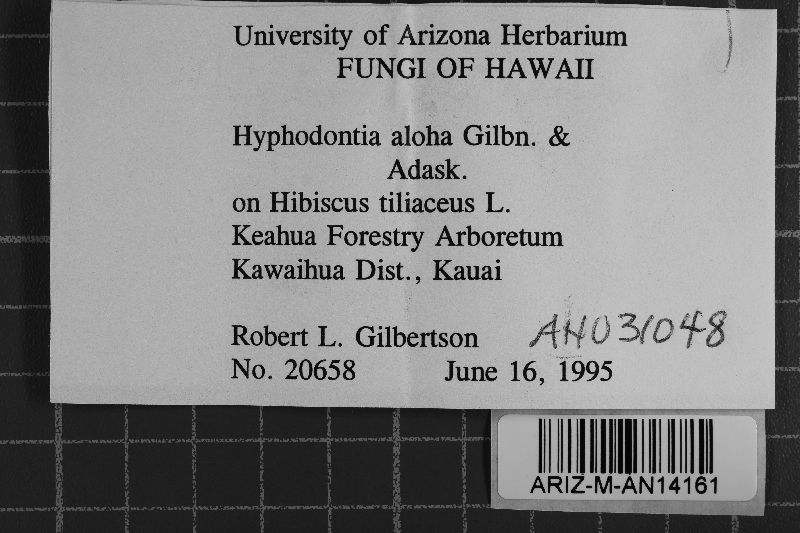 University of Arizona Herbarium
FUNGI OF HAWAII
Hyphodontia aloha Gilbn. &
Adask.
on Hibiscus tiliaceus L.
Keahua Forestry Arboretum
Kawaihua Dist., Kauai
Robert L. Gilbertson AN031048
No. 20658 June 16, 1995
ARIZ-M-AN14161